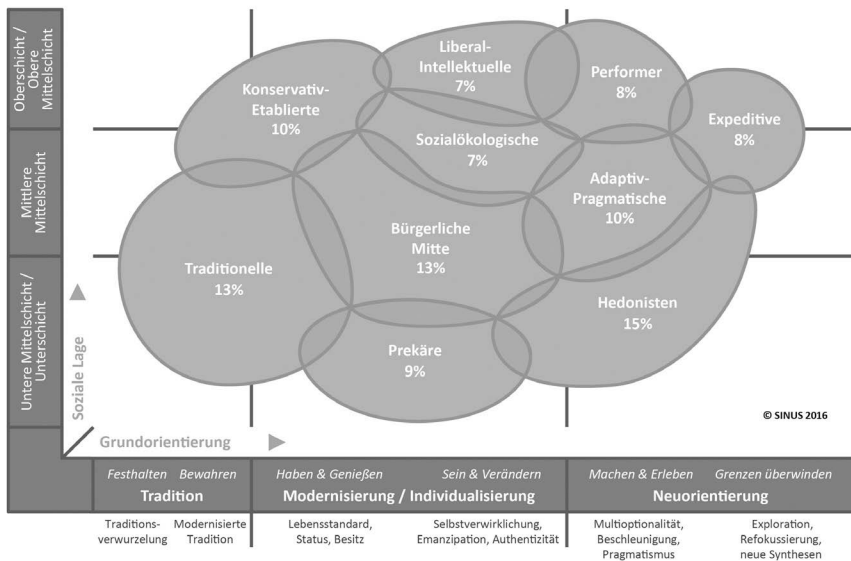 Oberschicht /
Obere
Mittelschicht
Mittlere
Mittelschicht
Untere Mittelschicht /
Unterschicht
Soziale Lage
Konservativ-
Etablierte
10%
Liberal-
Intellektuelle
7%
Performer
8%
Expeditive
8%
Sozialökologische
7%
Adaptiv-
Pragmatische
10%
Bürgerliche
Mitte
13%
Traditionelle
13%
Hedonisten
15%
Prekäre
9%
© SINUS 2016
Grundorientierung
Festhalten Bewahren
Tradition
Haben & Genießen Sein & Verändern
Modernisierung / Individualisierung
Machen & Erleben Grenzen überwinden
Neuorientierung
Traditions-
verwurzelung
Modernisierte
Tradition
Lebensstandard,
Status, Besitz
Selbstverwirklichung,
Emanzipation, Authentizität
Multioptionalität,
Beschleunigung,
Pragmatismus
Exploration,
Refokussierung,
neue Synthesen